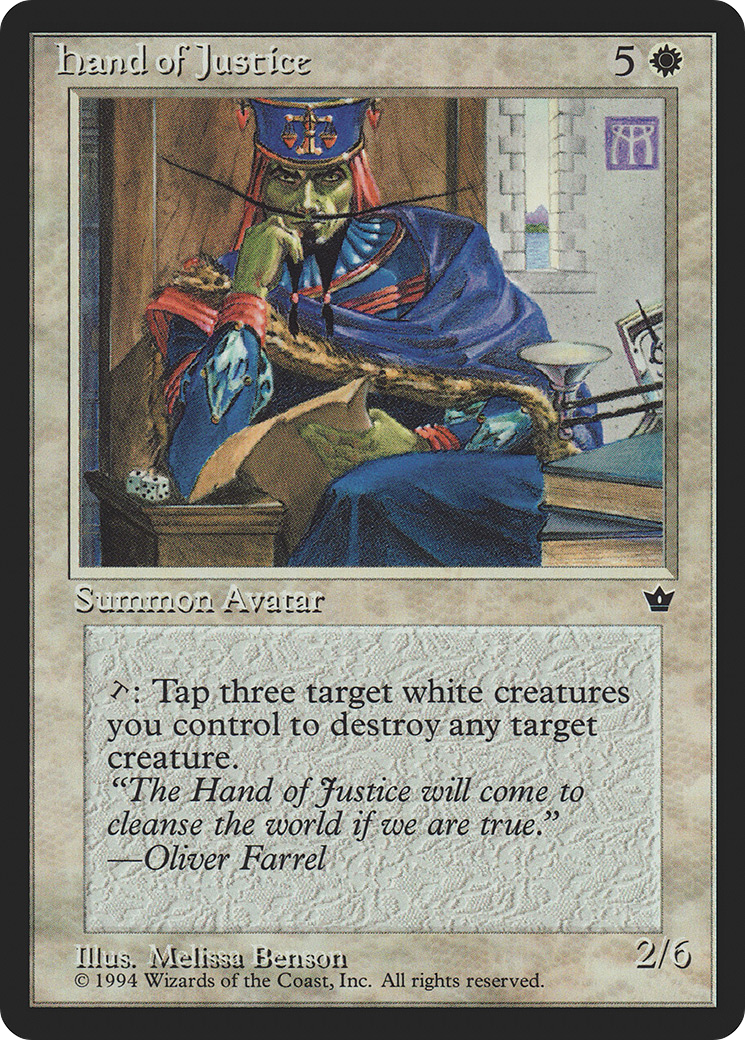 Hand of Justice
5
Summon Avatar
T: Tap three target white creatures
you control to destroy any target
creature.
“The Hand of Justice will come to
cleanse the world if we are true.”
—Oliver Farrel
Illus. Melissa Benson
2/6
© 1994 Wizards of the Coast, Inc. All rights reserved.